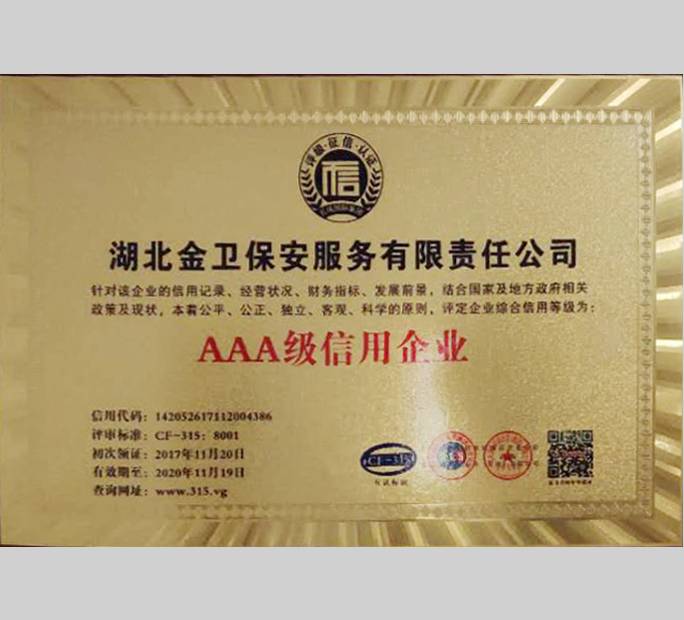 评级·征信·认证
信
湖北金卫保安服务有限责任公司
针对该企业的信用记录、经营状况、财务指标、发展前景，结合国家及地方政府相关
政策及现状，本着公平、公正、独立、客观、科学的原则，评定企业综合信用等级为：
AAA级信用企业
信用代码：142052617112004386
评审标准：CF-315：8001
初次领证：2017年11月20日
有效期至：2020年11月19日
查询网址：www.315.vg
CF-315